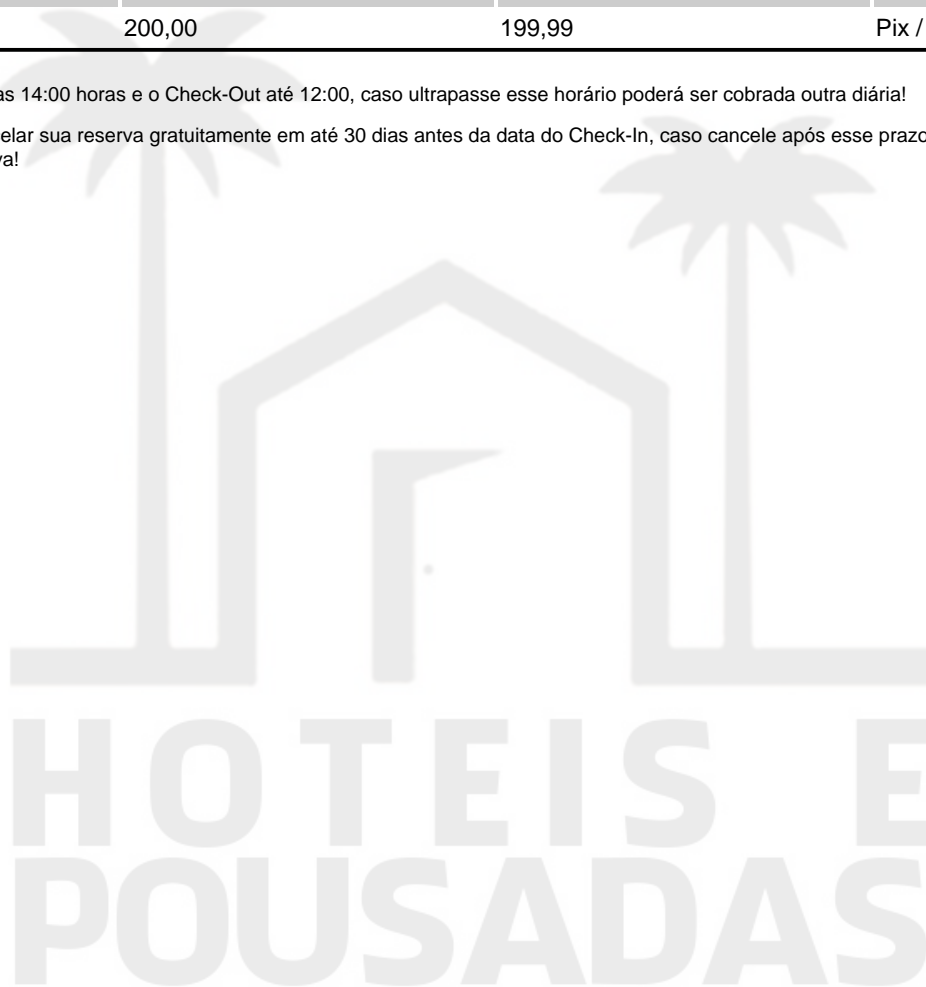 200,00 199,99 Pix /
as 14:00 horas e o Check-Out até 12:00, caso ultrapasse esse horário poderá ser cobrada outra diária!
elar sua reserva gratuitamente em até 30 dias antes da data do Check-In, caso cancele após esse prazo
va!
HOTEIS E
POUSADAS